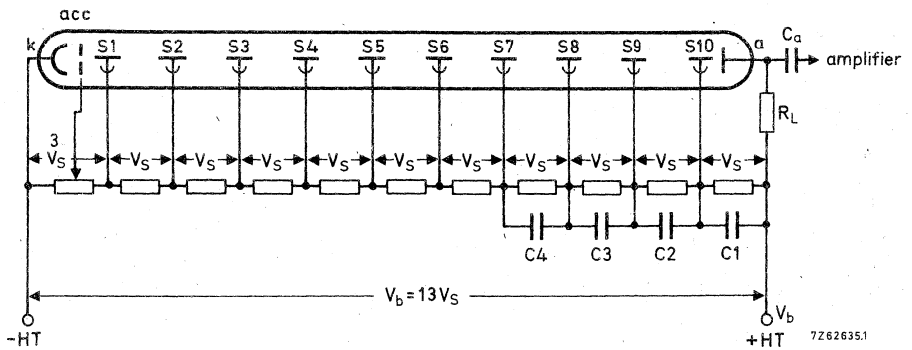 acc
k S1 S2 S3 S4 S5 S6 S7 S8 S9 S10 a Ca amplifier
RL
3
VS VS VS VS VS VS VS VS VS VS VS
C4 C3 C2 C1
Vb = 13VS
-HT Vb
+HT 7Z62635.1